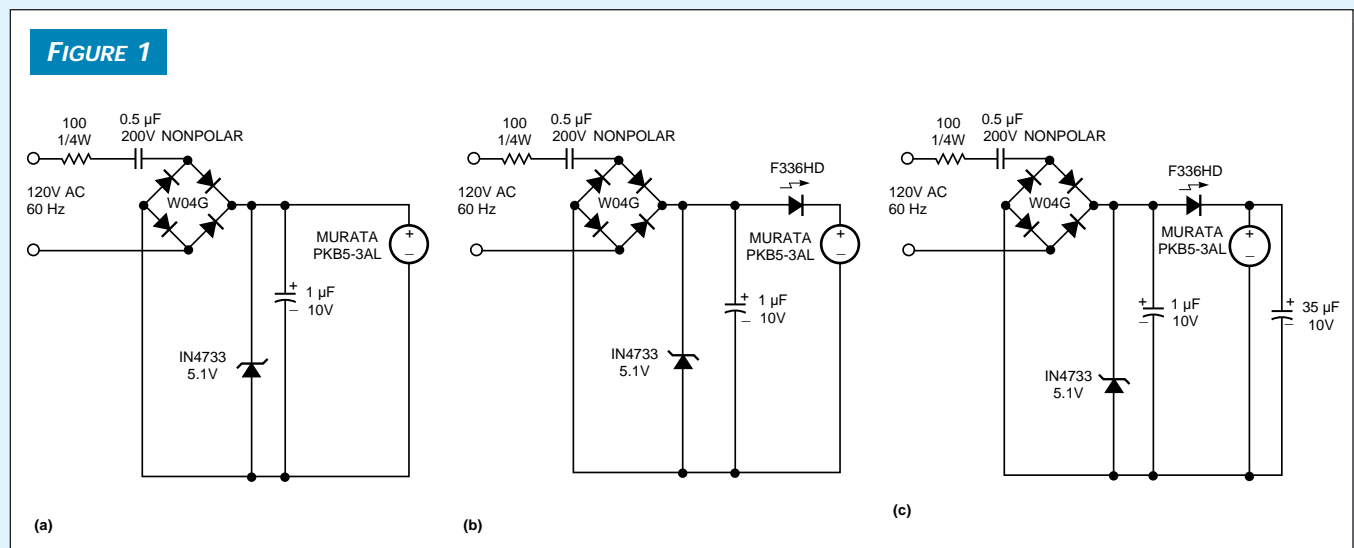 FIGURE 1
100
1/4W
0.5 µF
200V NONPOLAR
120V AC
60 Hz
W04G
MURATA
PKB5-3AL
+
–
+
–
1 µF
10V
IN4733
5.1V
(a)
100
1/4W
0.5 µF
200V NONPOLAR
F336HD
120V AC
60 Hz
W04G
MURATA
PKB5-3AL
+
–
+
–
1 µF
10V
IN4733
5.1V
(b)
100
1/4W
0.5 µF
200V NONPOLAR
F336HD
120V AC
60 Hz
W04G
MURATA
PKB5-3AL
+
–
+
–
1 µF
10V
+
–
35 µF
10V
IN4733
5.1V
(c)